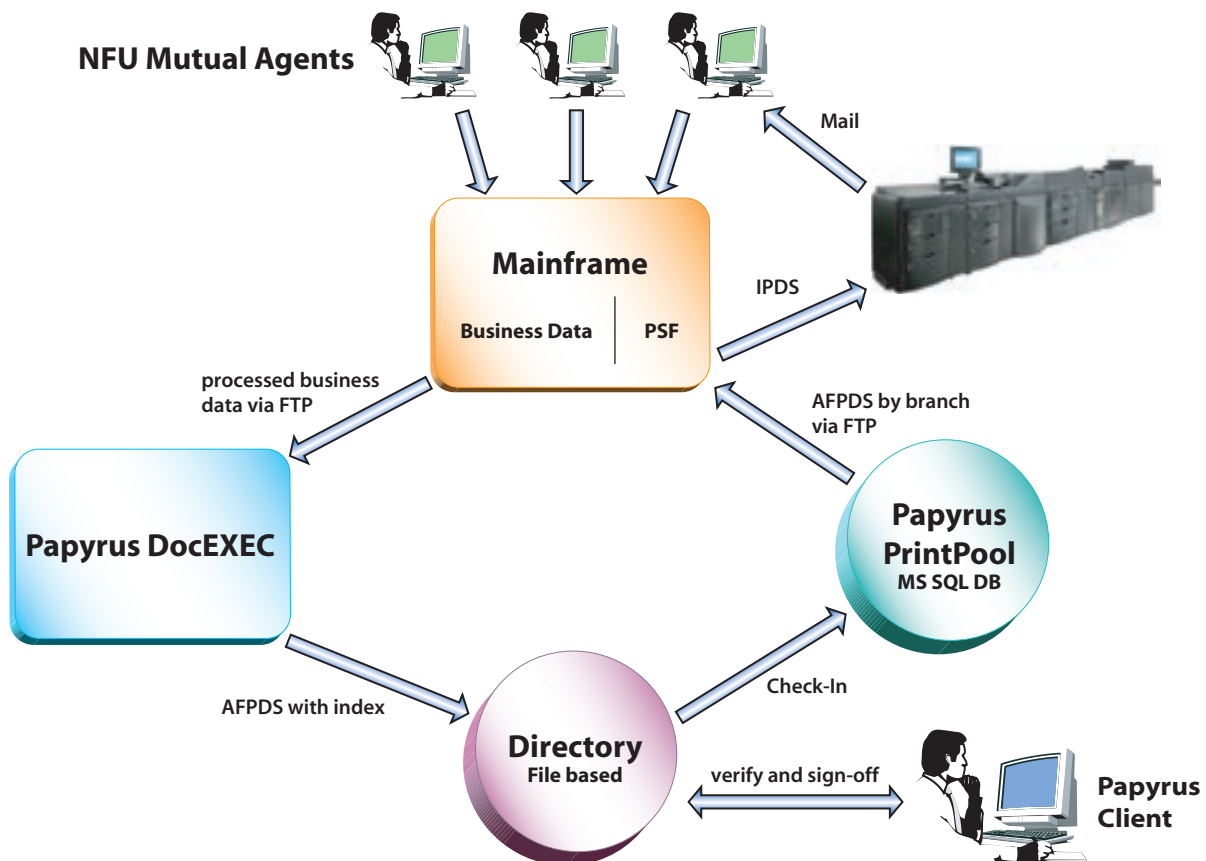 NFU Mutual Agents
Mail
Mainframe
Business Data
PSF
IPDS
processed business
data via FTP
AFPDS by branch
via FTP
Papyrus DocEXEC
Papyrus
PrintPool
MS SQL DB
AFPDS with index
Check-In
Directory
File based
verify and sign-off
Papyrus
Client